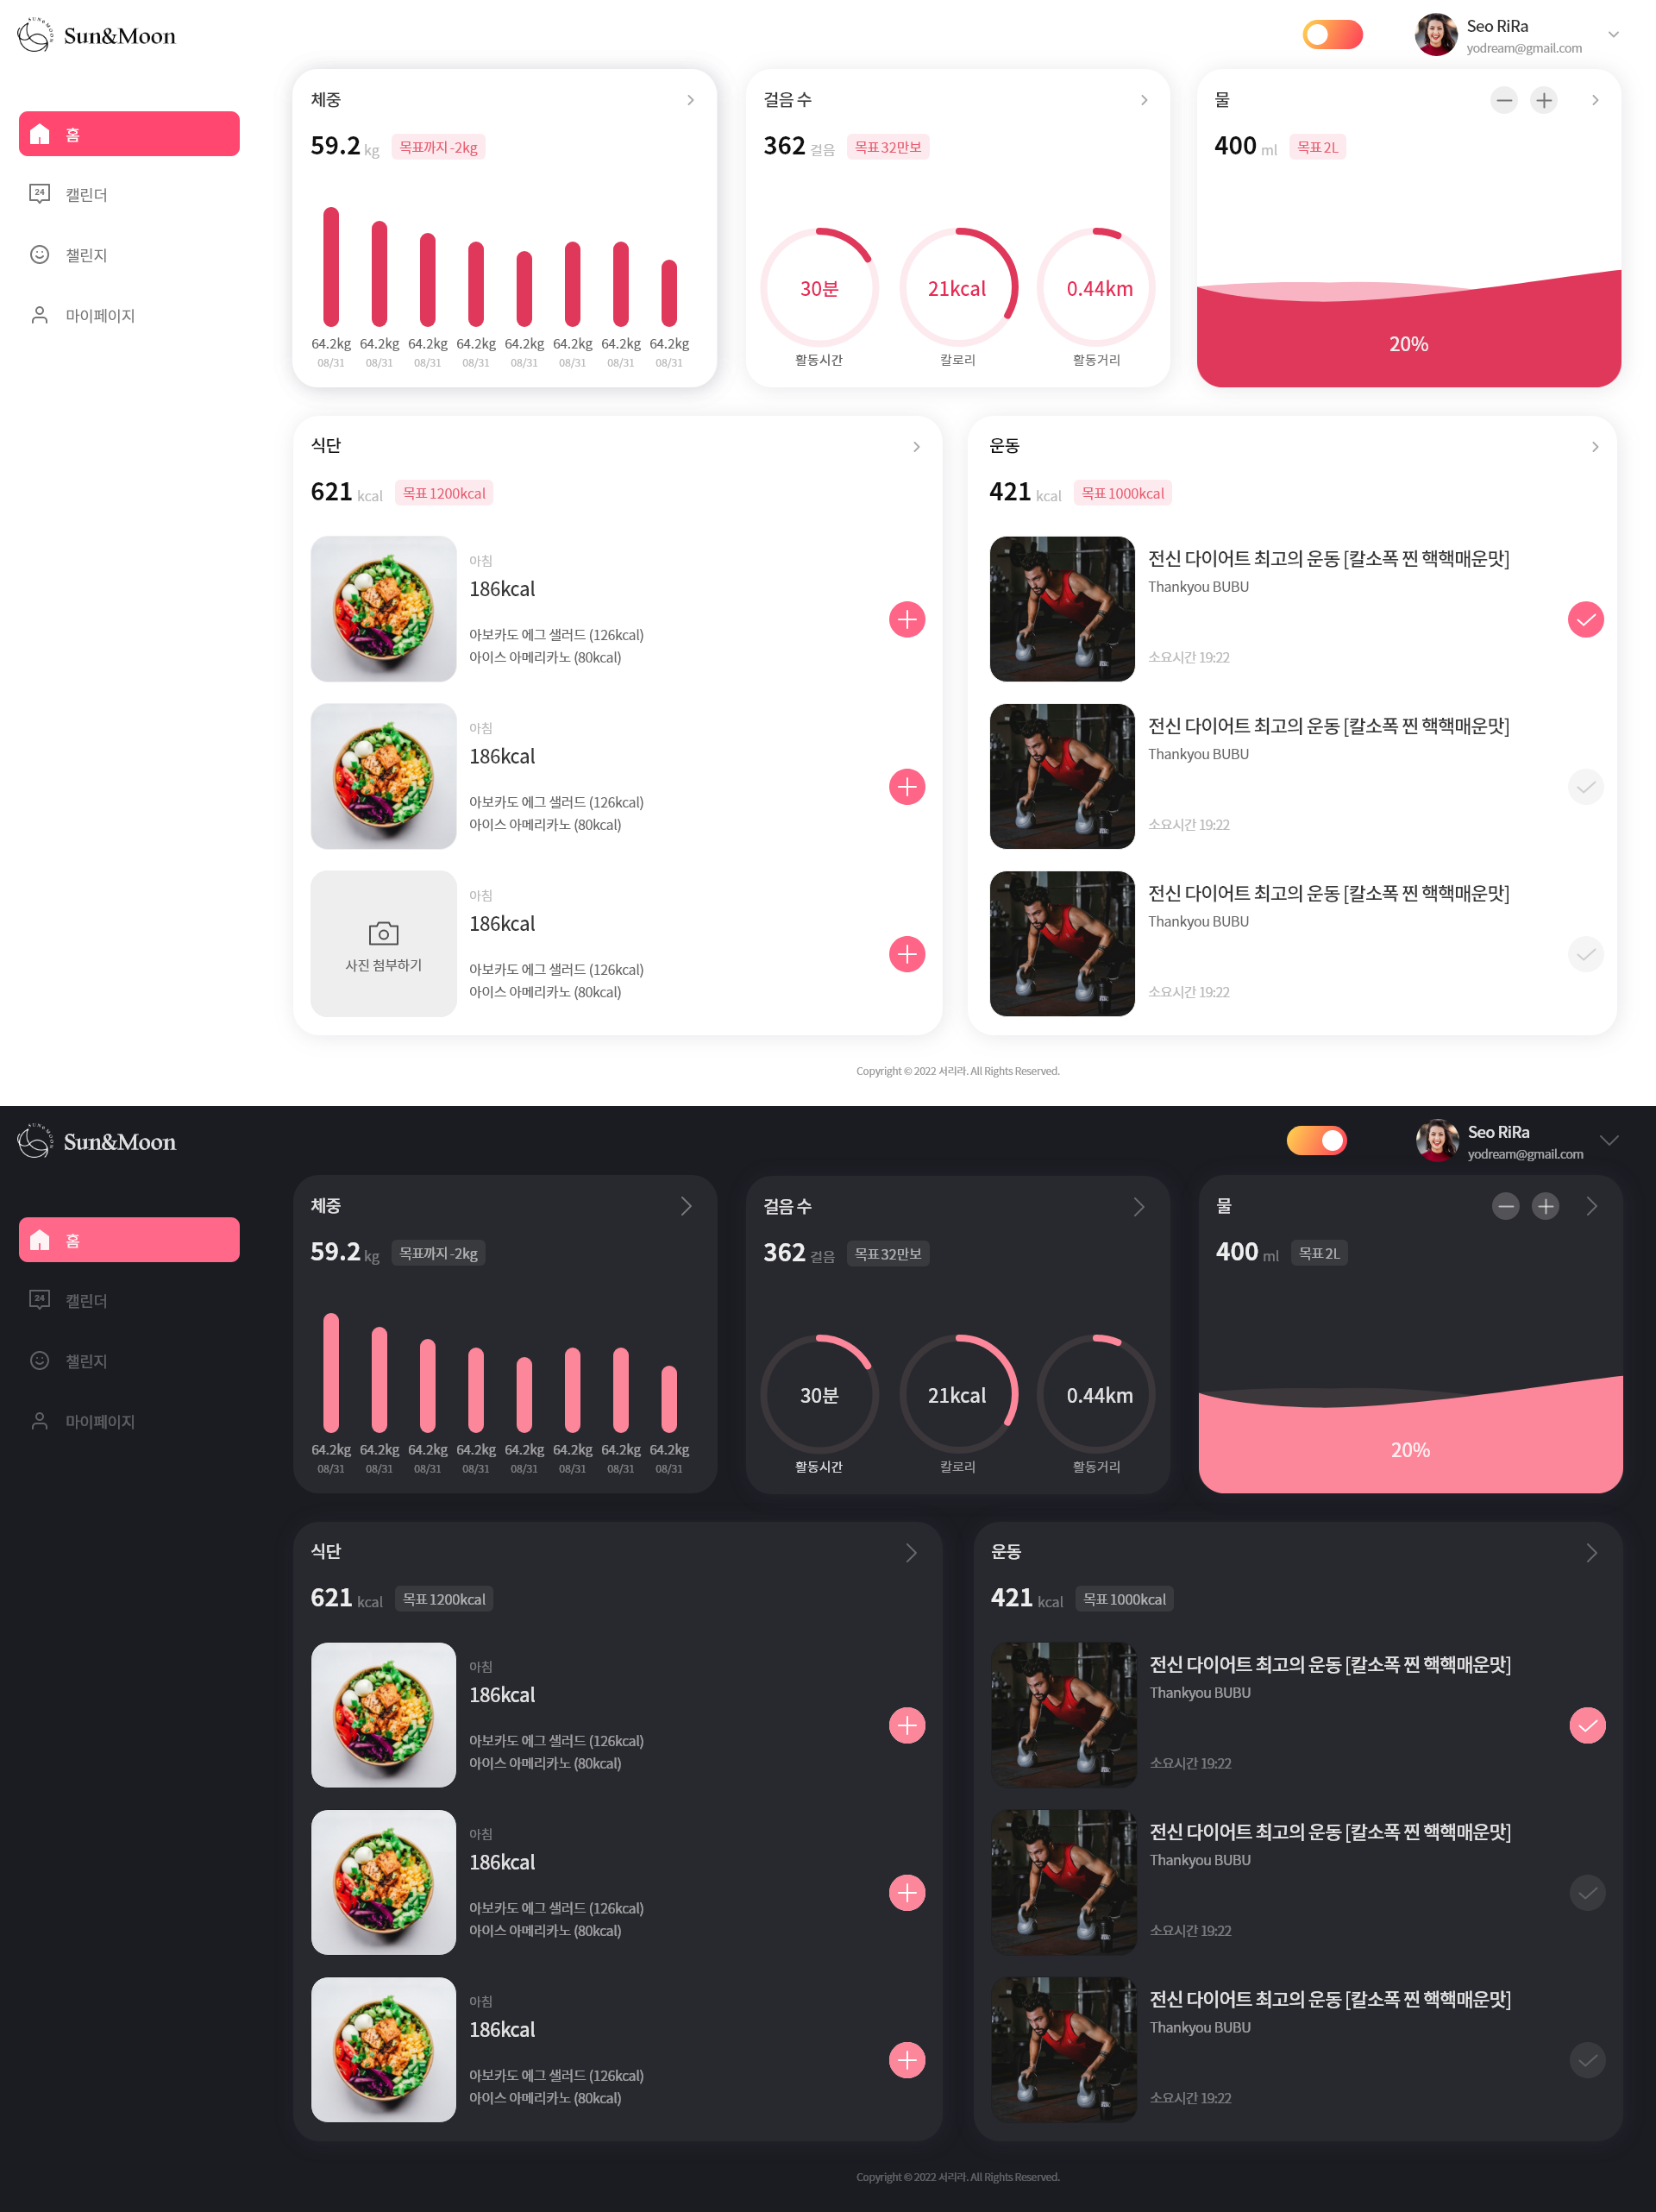 Sun&Moon
Seo RiRa
yodream@gmail.com
홈
24 캘린더
챌린지
마이페이지
체중
59.2 kg 목표까지 -2kg
64.2kg 64.2kg 64.2kg 64.2kg 64.2kg 64.2kg 64.2kg 64.2kg
08/31 08/31 08/31 08/31 08/31 08/31 08/31 08/31
걸음 수
362 걸음 목표 32만보
30분 21kcal 0.44km
활동시간 칼로리 활동거리
물
400 ml 목표 2L
20%
식단
621 kcal 목표 1200kcal
아침
186kcal
아보카도 에그 샐러드 (126kcal)
아이스 아메리카노 (80kcal)
아침
186kcal
아보카도 에그 샐러드 (126kcal)
아이스 아메리카노 (80kcal)
사진 첨부하기
아침
186kcal
아보카도 에그 샐러드 (126kcal)
아이스 아메리카노 (80kcal)
운동
421 kcal 목표 1000kcal
전신 다이어트 최고의 운동 [칼소폭 찐 핵핵매운맛]
Thankyou BUBU
소요시간 19:22
전신 다이어트 최고의 운동 [칼소폭 찐 핵핵매운맛]
Thankyou BUBU
소요시간 19:22
전신 다이어트 최고의 운동 [칼소폭 찐 핵핵매운맛]
Thankyou BUBU
소요시간 19:22
Copyright © 2022 서리라. All Rights Reserved.
Sun&Moon
Seo RiRa
yodream@gmail.com
홈
24 캘린더
챌린지
마이페이지
체중
59.2 kg 목표까지 -2kg
64.2kg 64.2kg 64.2kg 64.2kg 64.2kg 64.2kg 64.2kg 64.2kg
08/31 08/31 08/31 08/31 08/31 08/31 08/31 08/31
걸음 수
362 걸음 목표 32만보
30분 21kcal 0.44km
활동시간 칼로리 활동거리
물
400 ml 목표 2L
20%
식단
621 kcal 목표 1200kcal
아침
186kcal
아보카도 에그 샐러드 (126kcal)
아이스 아메리카노 (80kcal)
아침
186kcal
아보카도 에그 샐러드 (126kcal)
아이스 아메리카노 (80kcal)
아침
186kcal
아보카도 에그 샐러드 (126kcal)
아이스 아메리카노 (80kcal)
운동
421 kcal 목표 1000kcal
전신 다이어트 최고의 운동 [칼소폭 찐 핵핵매운맛]
Thankyou BUBU
소요시간 19:22
전신 다이어트 최고의 운동 [칼소폭 찐 핵핵매운맛]
Thankyou BUBU
소요시간 19:22
전신 다이어트 최고의 운동 [칼소폭 찐 핵핵매운맛]
Thankyou BUBU
소요시간 19:22
Copyright © 2022 서리라. All Rights Reserved.